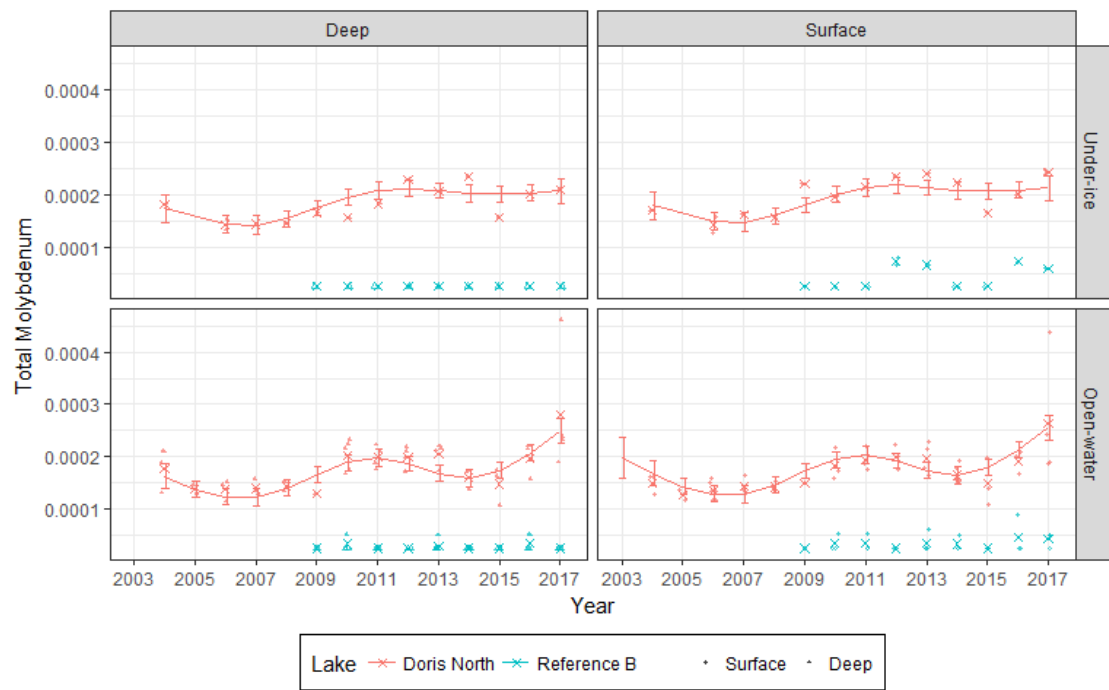 Deep
Surface
0.0004
0.0003
0.0002
0.0001
Under-ice
Total Molybdenum
0.0004
0.0003
0.0002
0.0001
Open-water
2003 2005 2007 2009 2011 2013 2015 2017
2003 2005 2007 2009 2011 2013 2015 2017
Year
Lake Doris North Reference B Surface Deep